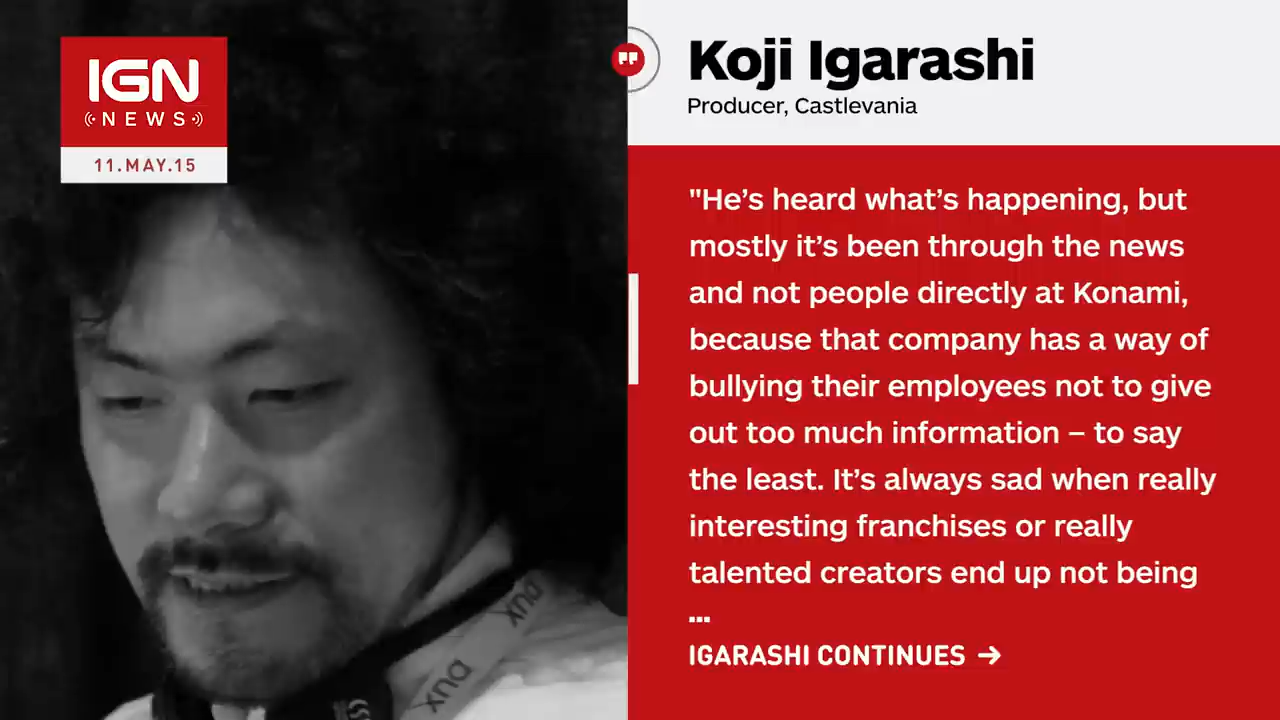 IGN
NEWS
11.MAY.15
Koji Igarashi
Producer, Castlevania
"He’s heard what’s happening, but
mostly it’s been through the news
and not people directly at Konami,
because that company has a way of
bullying their employees not to give
out too much information – to say
the least. It’s always sad when really
interesting franchises or really
talented creators end up not being
...
IGARASHI CONTINUES →